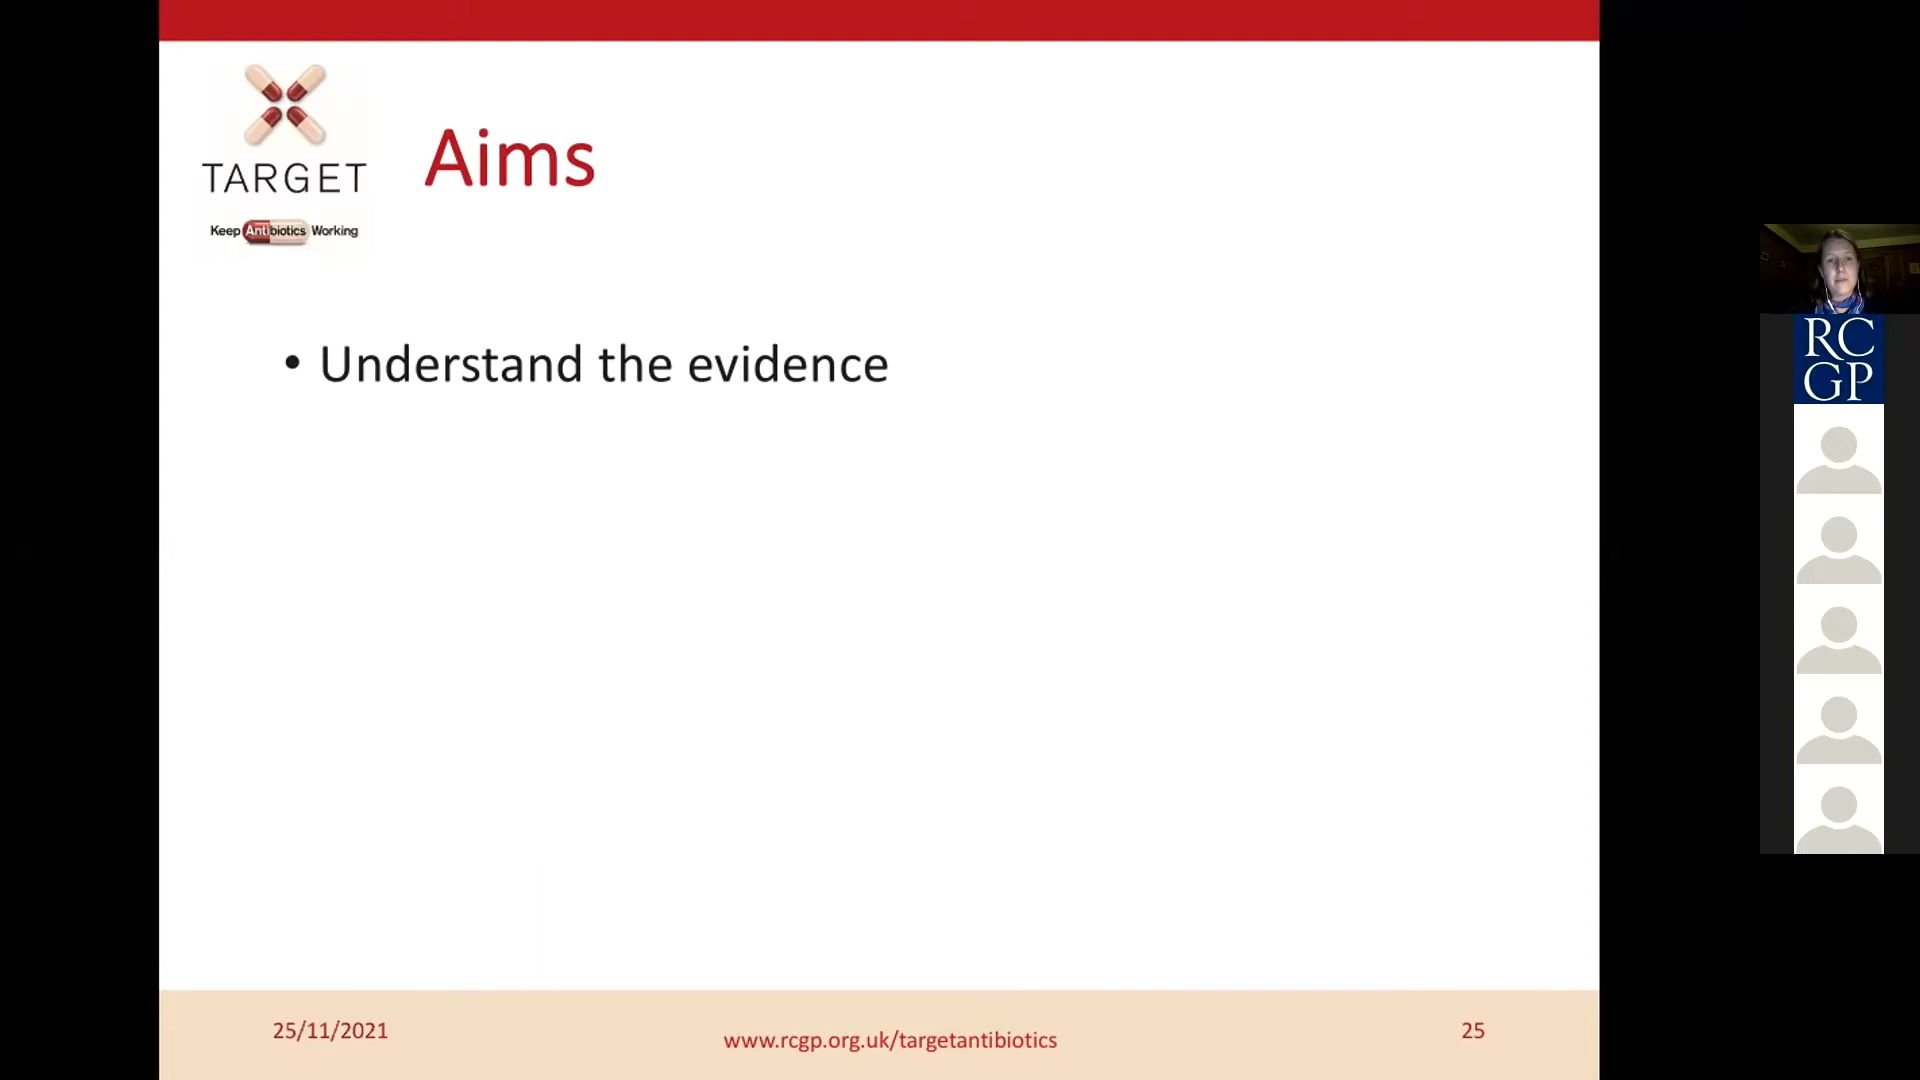 TARGET
Keep Antibiotics Working
Aims
• Understand the evidence
RC
GP
25/11/2021
www.rcgp.org.uk/targetantibiotics
25